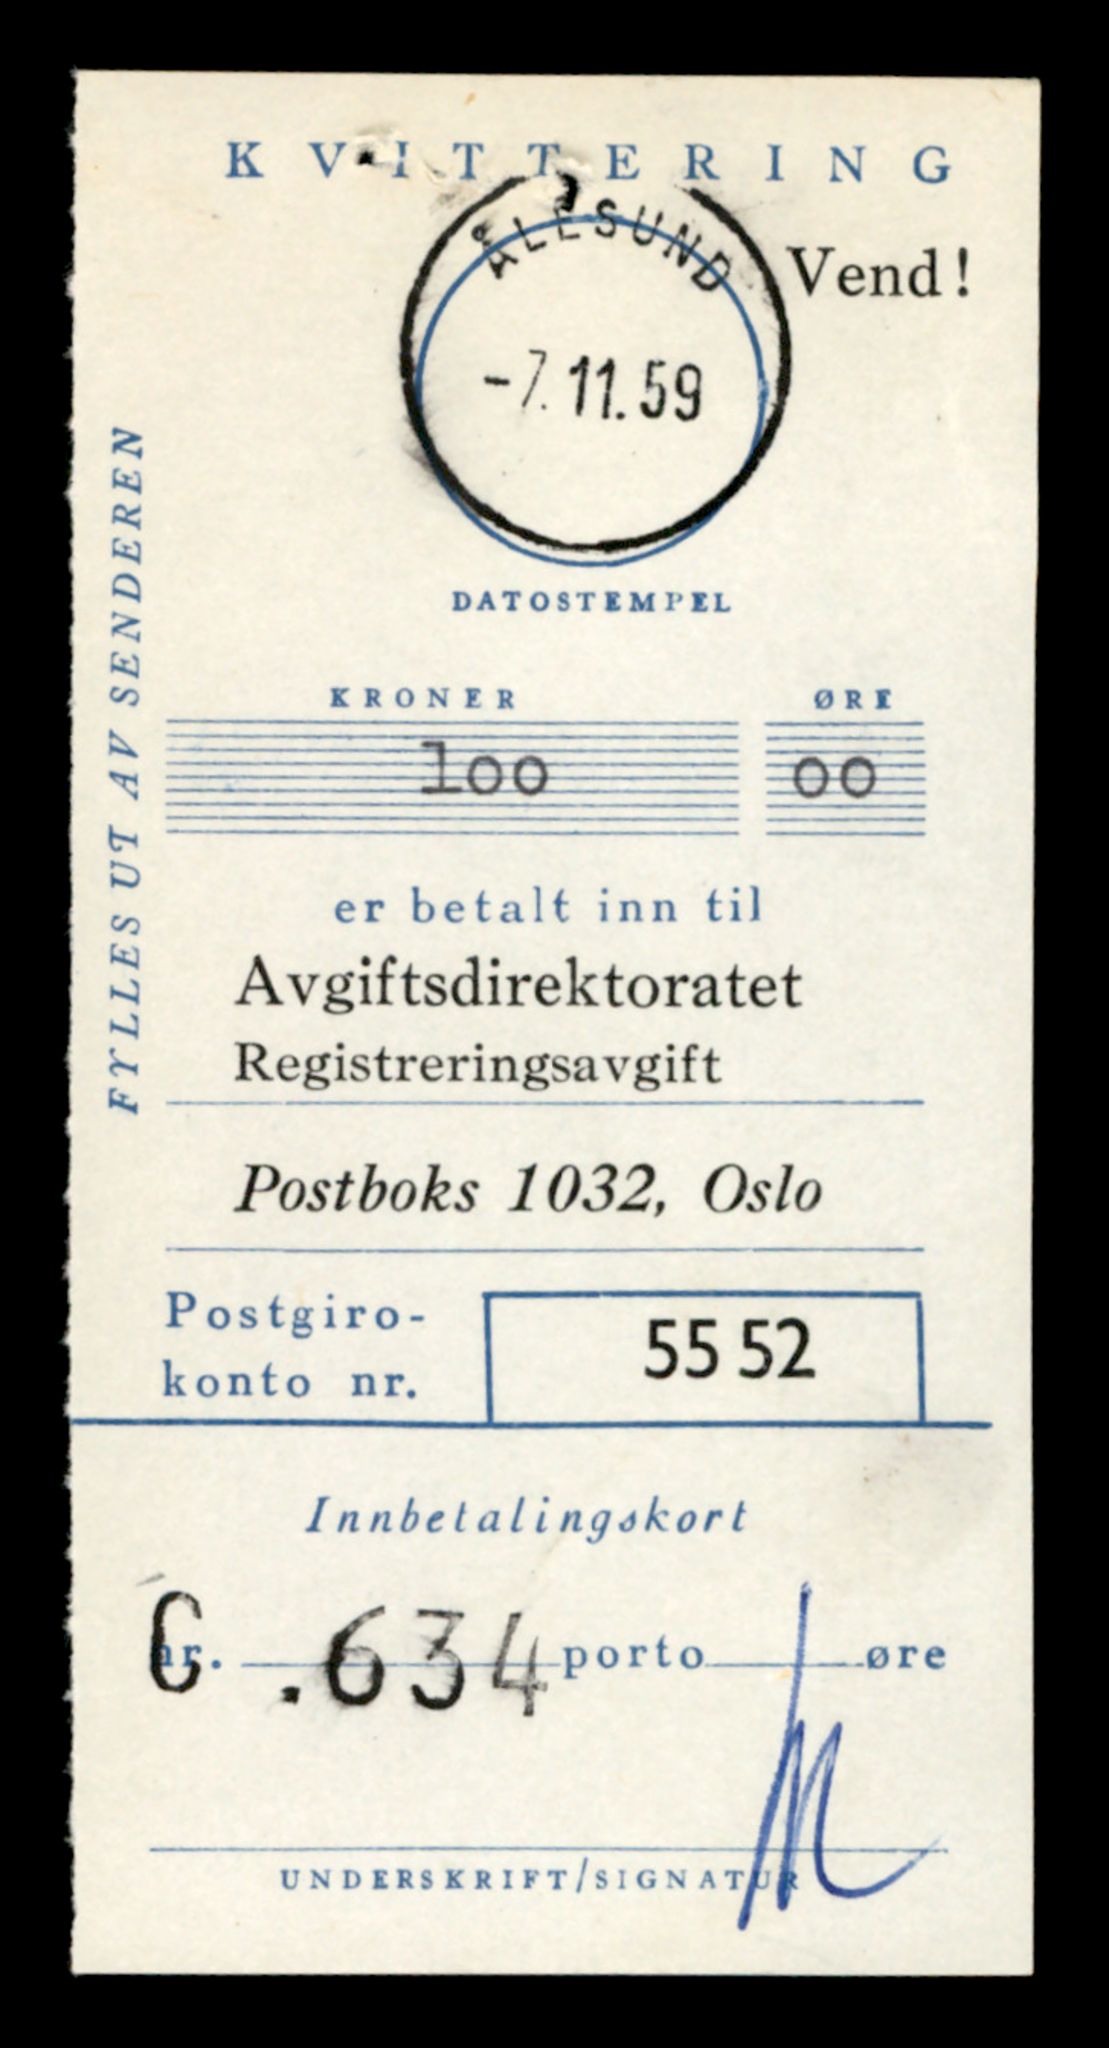 KVITTERING
ÅLESUND
Vend!
-7.11.59
DATOSTEMPEL
FYLLES UT AV SENDEREN
KRONER ØRE
100 00
er betalt inn til
Avgiftsdirektoratet
Registreringsavgift
Postboks 1032, Oslo
Postgiro-
konto nr.
55 52
Innbetalingskort
nr. C .634 porto øre
UNDERSKRIFT/SIGNATUR